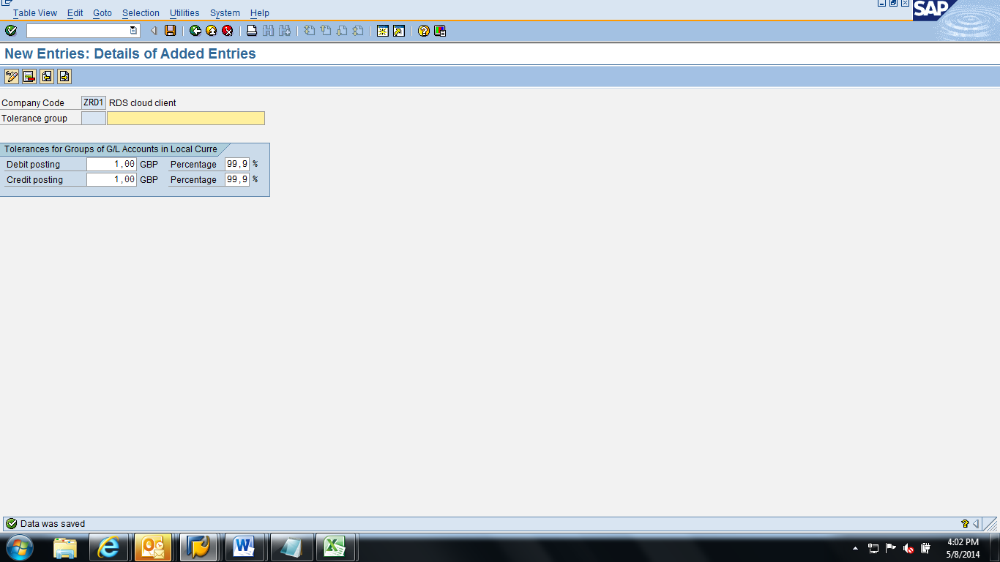 Table View Edit Goto Selection Utilities System Help
SAP
New Entries: Details of Added Entries
Company Code ZRD1 RDS cloud client
Tolerance group
Tolerances for Groups of G/L Accounts in Local Curre
Debit posting 1,00 GBP Percentage 99,9 %
Credit posting 1,00 GBP Percentage 99,9 %
Data was saved
4:02 PM
5/8/2014